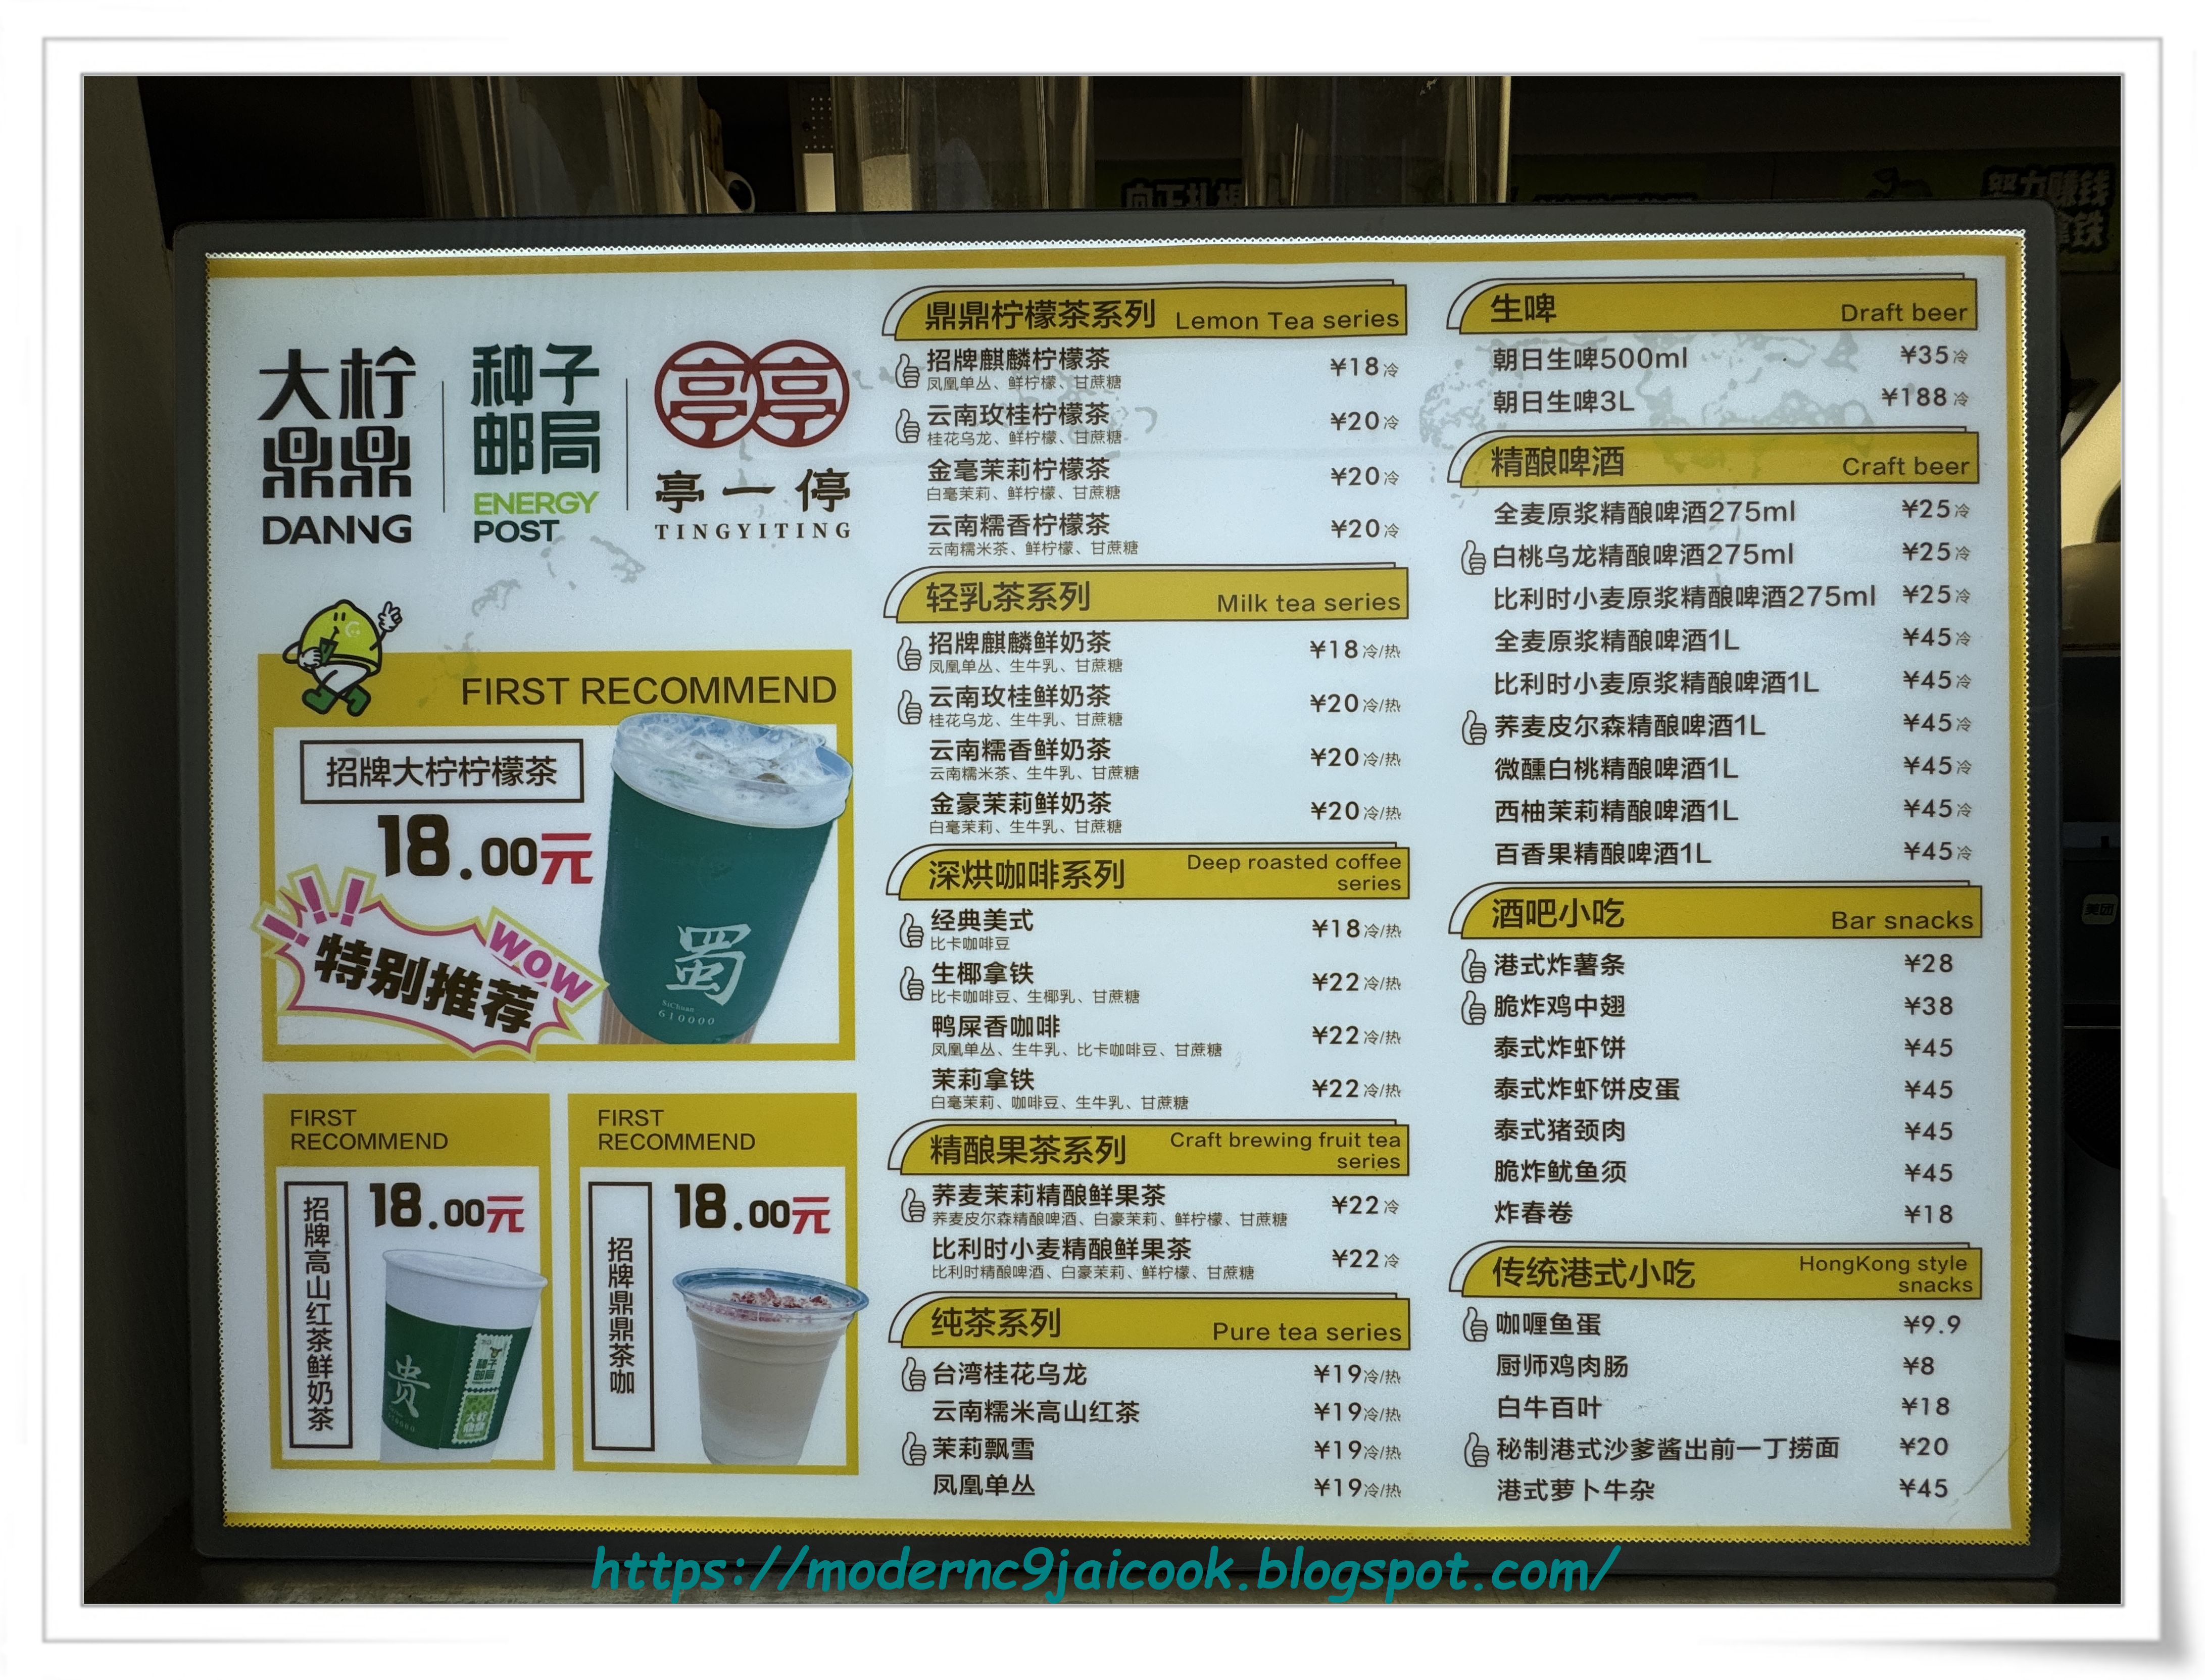 大柠
鼎鼎
DANNG
种子
邮局
ENERGY
POST
亭亭
亭一停
TINGYITING
FIRST RECOMMEND
招牌大柠柠檬茶
18.00元
特别推荐
WOW
蜀
SiChuan
610000
FIRST
RECOMMEND
招牌高山红茶鲜奶茶
18.00元
贵
种子
邮局
大柠
鼎鼎
FIRST
RECOMMEND
招牌鼎鼎茶咖
18.00元
鼎鼎柠檬茶系列 Lemon Tea series
招牌麒麟柠檬茶 ¥18冷
凤凰单丛、鲜柠檬、甘蔗糖
云南玫桂柠檬茶 ¥20冷
桂花乌龙、鲜柠檬、甘蔗糖
金毫茉莉柠檬茶 ¥20冷
白毫茉莉、鲜柠檬、甘蔗糖
云南糯香柠檬茶 ¥20冷
云南糯米茶、鲜柠檬、甘蔗糖
轻乳茶系列 Milk tea series
招牌麒麟鲜奶茶 ¥18冷/热
凤凰单丛、生牛乳、甘蔗糖
云南玫桂鲜奶茶 ¥20冷/热
桂花乌龙、生牛乳、甘蔗糖
云南糯香鲜奶茶 ¥20冷/热
云南糯米茶、生牛乳、甘蔗糖
金豪茉莉鲜奶茶 ¥20冷/热
白毫茉莉、生牛乳、甘蔗糖
深烘咖啡系列 Deep roasted coffee
series
经典美式 ¥18冷/热
比卡咖啡豆
生椰拿铁 ¥22冷/热
比卡咖啡豆、生椰乳、甘蔗糖
鸭屎香咖啡 ¥22冷/热
凤凰单丛、生牛乳、比卡咖啡豆、甘蔗糖
茉莉拿铁 ¥22冷/热
白毫茉莉、咖啡豆、生牛乳、甘蔗糖
精酿果茶系列 Craft brewing fruit tea
series
荞麦茉莉精酿鲜果茶 ¥22冷
荞麦皮尔森精酿啤酒、白豪茉莉、鲜柠檬、甘蔗糖
比利时小麦精酿鲜果茶 ¥22冷
比利时精酿啤酒、白豪茉莉、鲜柠檬、甘蔗糖
纯茶系列 Pure tea series
台湾桂花乌龙 ¥19冷/热
云南糯米高山红茶 ¥19冷/热
茉莉飘雪 ¥19冷/热
凤凰单丛 ¥19冷/热
生啤 Draft beer
朝日生啤500ml ¥35冷
朝日生啤3L ¥188冷
精酿啤酒 Craft beer
全麦原浆精酿啤酒275ml ¥25冷
白桃乌龙精酿啤酒275ml ¥25冷
比利时小麦原浆精酿啤酒275ml ¥25冷
全麦原浆精酿啤酒1L ¥45冷
比利时小麦原浆精酿啤酒1L ¥45冷
荞麦皮尔森精酿啤酒1L ¥45冷
微醺白桃精酿啤酒1L ¥45冷
西柚茉莉精酿啤酒1L ¥45冷
百香果精酿啤酒1L ¥45冷
酒吧小吃 Bar snacks
港式炸薯条 ¥28
脆炸鸡中翅 ¥38
泰式炸虾饼 ¥45
泰式炸虾饼皮蛋 ¥45
泰式猪颈肉 ¥45
脆炸鱿鱼须 ¥45
炸春卷 ¥18
传统港式小吃 HongKong style
snacks
咖喱鱼蛋 ¥9.9
厨师鸡肉肠 ¥8
白牛百叶 ¥18
秘制港式沙爹酱出前一丁捞面 ¥20
港式萝卜牛杂 ¥45
努力赚钱
美团
https://modernc9jaicook.blogspot.com/